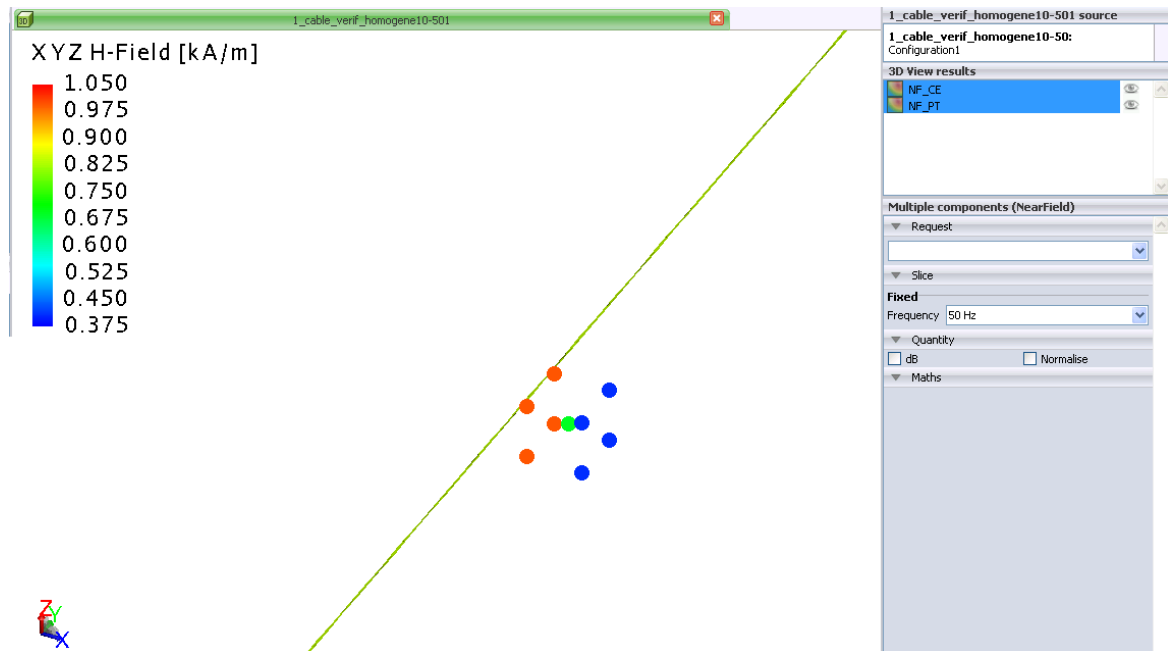 1_cable_verif_homogene10-501
X Y Z H-Field [kA/m]
1.050
0.975
0.900
0.825
0.750
0.675
0.600
0.525
0.450
0.375
Z
Y
X
1_cable_verif_homogene10-501 source
1_cable_verif_homogene10-50:
Configuration1
3D View results
NF_CE
NF_PT
Multiple components (NearField)
Request
Slice
Fixed
Frequency 50 Hz
Quantity
dB Normalise
Maths